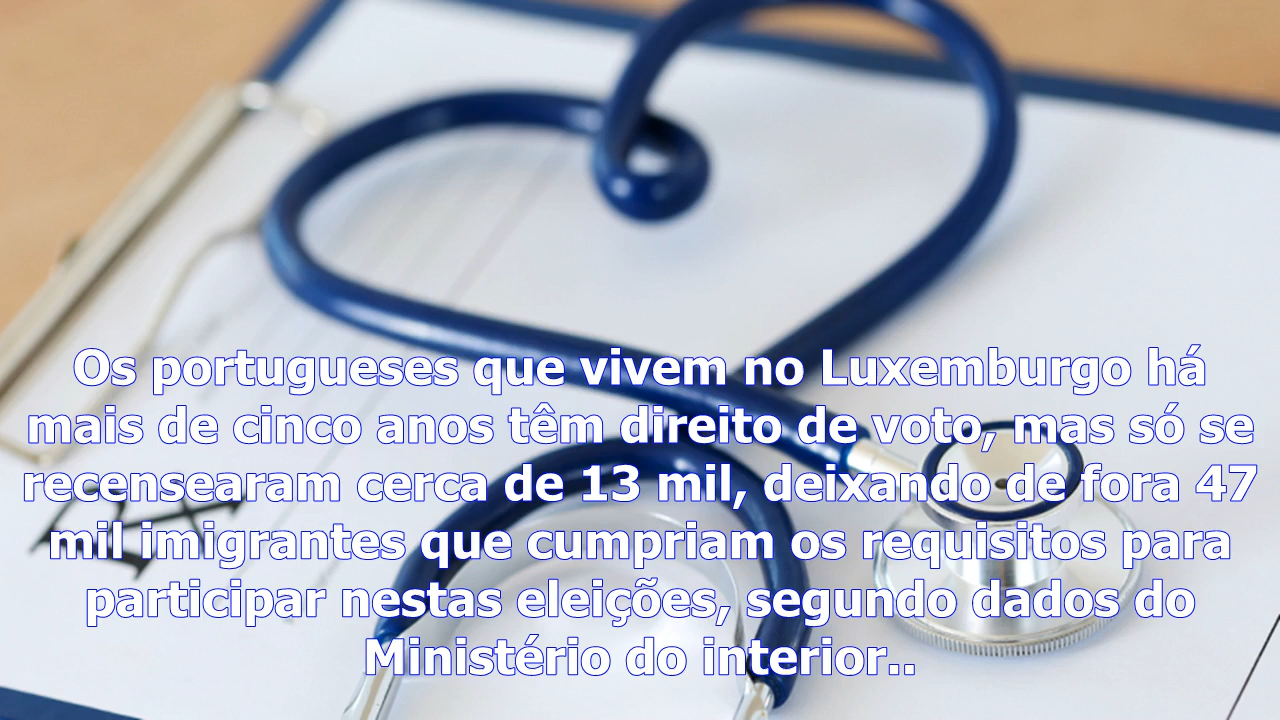 Os portugueses que vivem no Luxemburgo há
mais de cinco anos têm direito de voto, mas só se
recensearam cerca de 13 mil, deixando de fora 47
mil imigrantes que cumpriam os requisitos para
participar nestas eleições, segundo dados do
Ministério do interior..
Rx